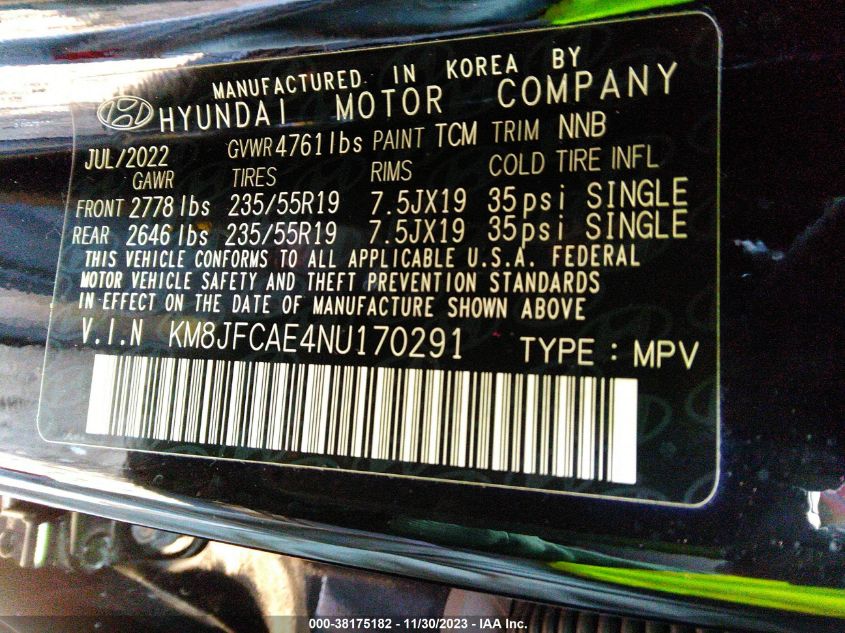 MANUFACTURED IN KOREA BY
HYUNDAI MOTOR COMPANY
JUL/2022 GVWR 4761lbs PAINT TCM TRIM NNB
GAWR TIRES RIMS COLD TIRE INFL
FRONT 2778 lbs 235/55R19 7.5JX19 35psi SINGLE
REAR 2646 lbs 235/55R19 7.5JX19 35psi SINGLE
THIS VEHICLE CONFORMS TO ALL APPLICABLE U.S.A. FEDERAL
MOTOR VEHICLE SAFETY AND THEFT PREVENTION STANDARDS
IN EFFECT ON THE DATE OF MANUFACTURE SHOWN ABOVE
V.I.N KM8JFCAE4NU170291 TYPE : MPV
000-38175182 - 11/30/2023 - IAA Inc.